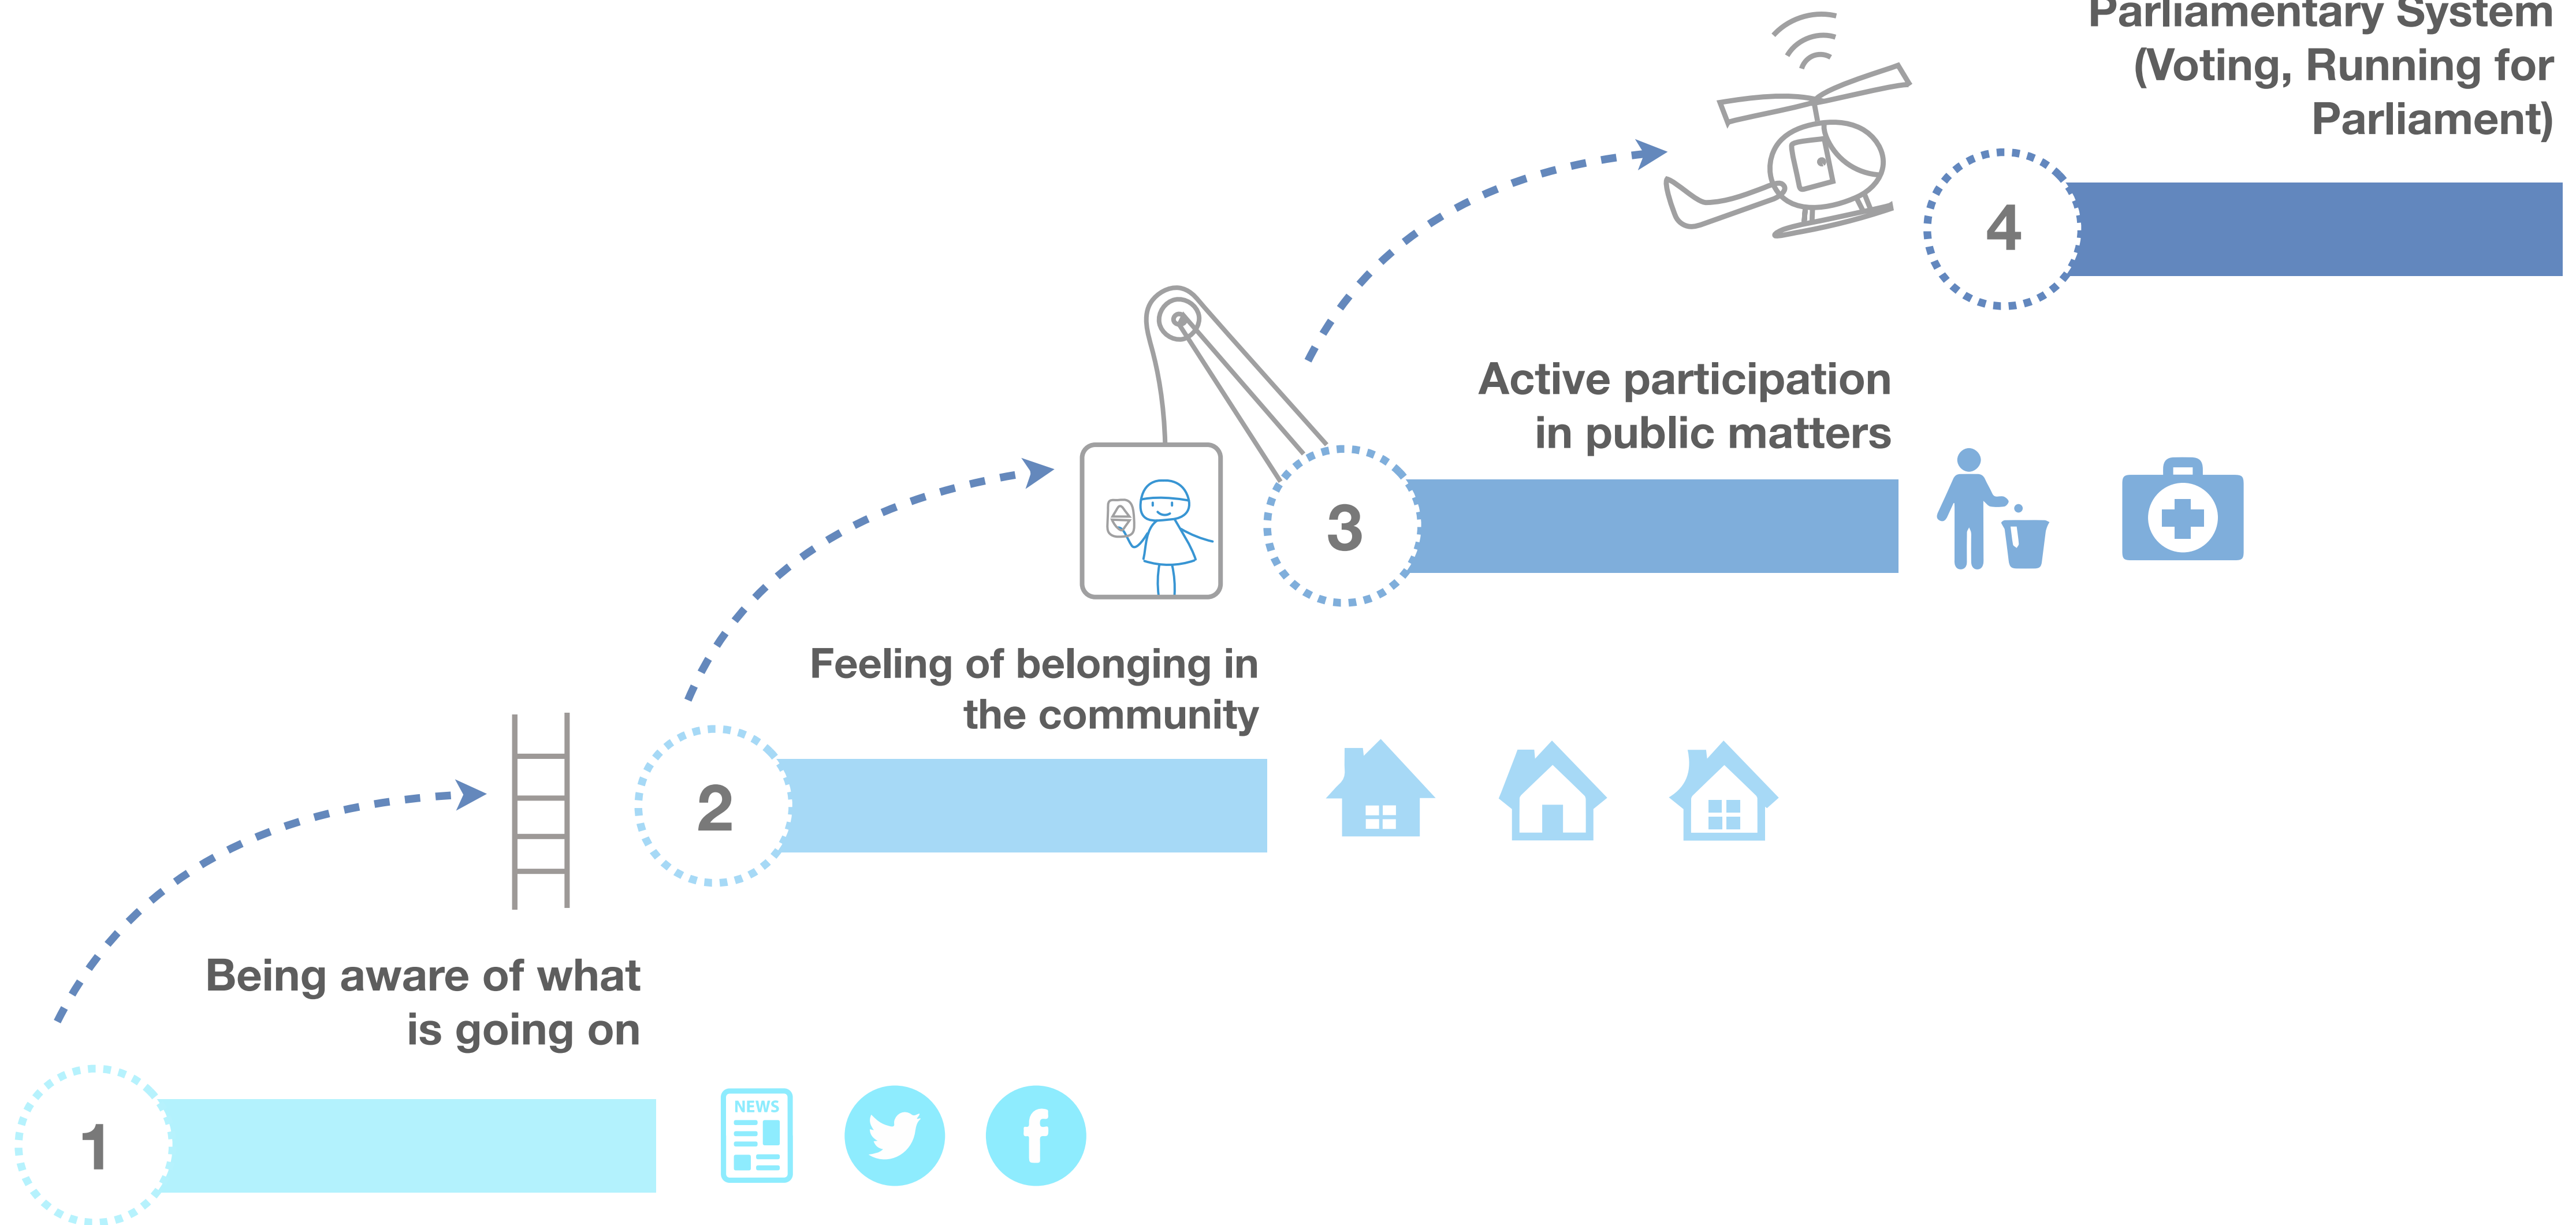 Parliamentary System
(Voting, Running for
Parliament)
4
Active participation
in public matters
3
Feeling of belonging in
the community
2
Being aware of what
is going on
1
NEWS
f